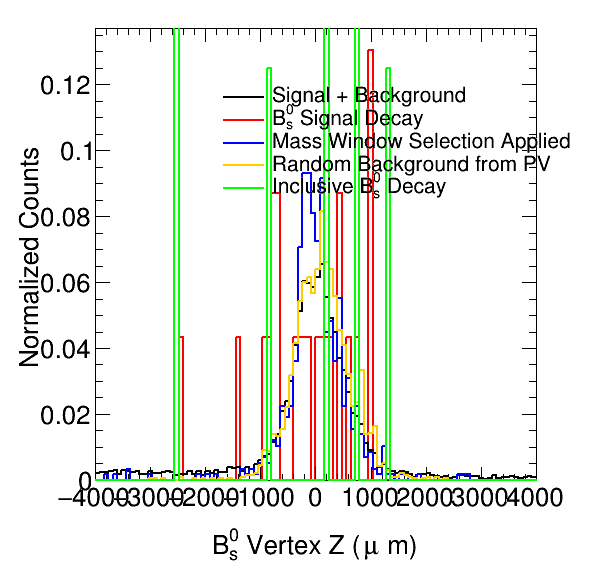 Normalized Counts
0.12
0.1
0.08
0.06
0.04
0.02
0
Signal + Background
B⁰ₛ Signal Decay
Mass Window Selection Applied
Random Background from PV
Inclusive B⁰ₛ Decay
−4000 −3000 −2000 −1000 0 1000 2000 3000 4000
B⁰ₛ Vertex Z (μ m)